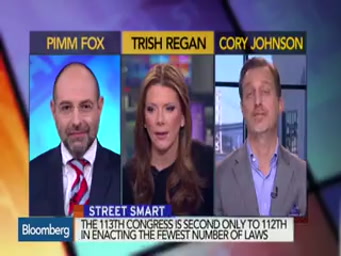 PIMM FOX
TRISH REGAN
CORY JOHNSON
STREET SMART
Bloomberg
THE 113TH CONGRESS IS SECOND ONLY TO 112TH
IN ENACTING THE FEWEST NUMBER OF LAWS